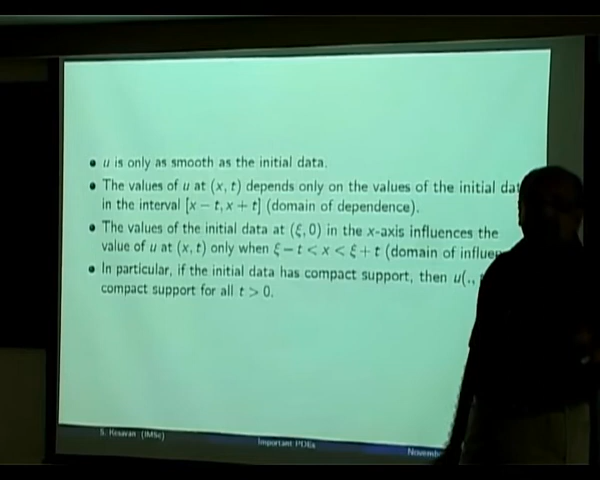 • u is only as smooth as the initial data.
• The values of u at (x, t) depends only on the values of the initial dat
in the interval [x − t, x + t] (domain of dependence).
• The values of the initial data at (ξ, 0) in the x-axis influences the
value of u at (x, t) only when ξ − t < x < ξ + t (domain of influen
• In particular, if the initial data has compact support, then u(.,
compact support for all t > 0.
S. Kesavan (IMSc)
Important PDEs
Novemb